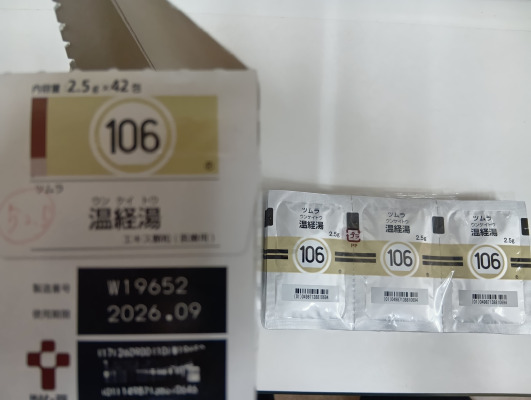 内容量 2.5g×42包
106
ツムラ
ウン ケイ トウ
温経湯
エキス顆粒(医療用)
製造番号 W19652
使用期限 2026.09
ツムラ
ウンケイトウ
温経湯
2.5g
106
ツムラ
ウンケイトウ
温経湯
2.5g
106
ツムラ
ウンケイトウ
温経湯
2.5g
106